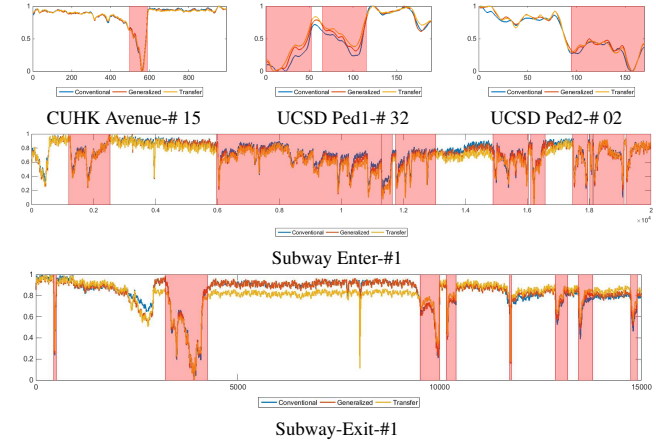 1
0.5
0
0 200 400 600 800
Conventional Generalized Transfer
CUHK Avenue-# 15
1
0.5
0
0 50 100 150
Conventional Generalized Transfer
UCSD Ped1-# 32
1
0.5
0
0 50 100 150
Conventional Generalized Transfer
UCSD Ped2-# 02
1
0.8
0.6
0.4
0.2
0
0 0.2 0.4 0.6 0.8 1 1.2 1.4 1.6 1.8 2
× 10⁴
Conventional Generalized Transfer
Subway Enter-#1
1
0.8
0.6
0.4
0.2
0
5000 10000 15000
Conventional Generalized Transfer
Subway-Exit-#1